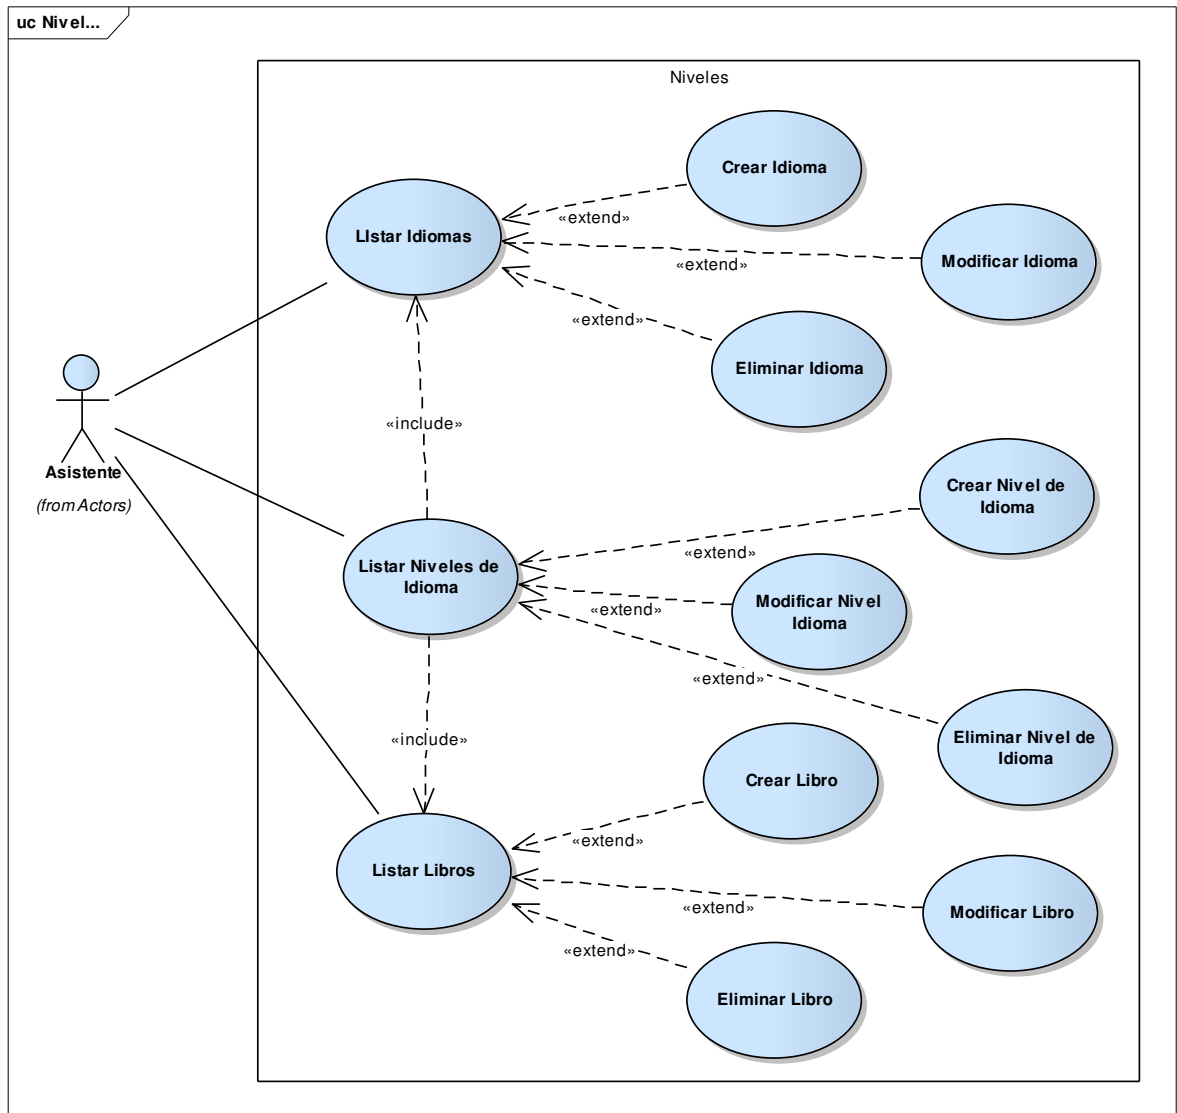 uc Nivel...
Niveles
Crear Idioma
LIstar Idiomas
«extend»
Modificar Idioma
«extend»
«extend»
Eliminar Idioma
«include»
Asistente
(from Actors)
Crear Nivel de
Idioma
«extend»
Listar Niveles de
Idioma
Modificar Nivel
Idioma
«extend»
«extend»
Eliminar Nivel de
Idioma
«include»
Crear Libro
«extend»
Listar Libros
Modificar Libro
«extend»
«extend»
Eliminar Libro